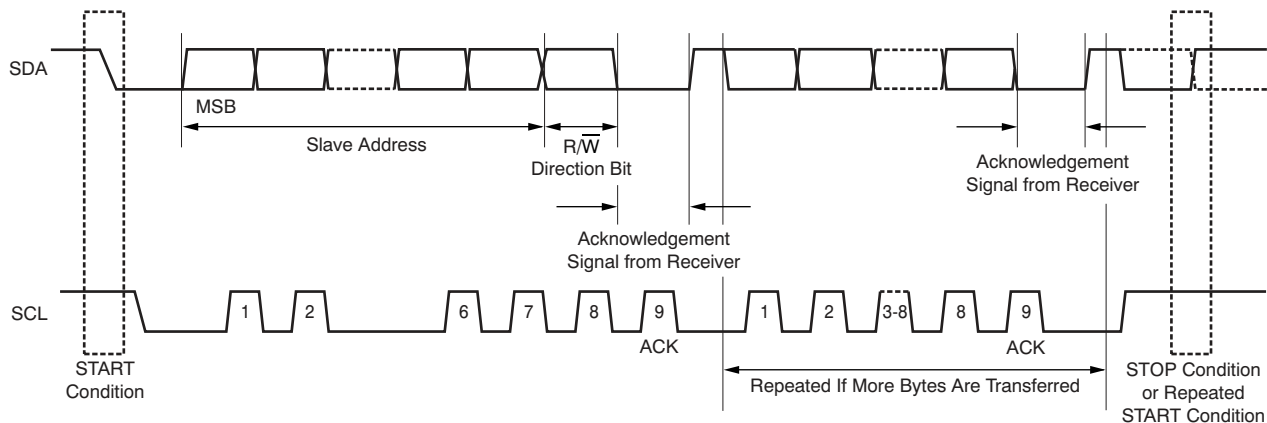 SDA
MSB
Slave Address
R/W̅
Direction Bit
Acknowledgement
Signal from Receiver
Acknowledgement
Signal from Receiver
SCL
1
2
6
7
8
9
1
2
3-8
8
9
ACK
ACK
START
Condition
Repeated If More Bytes Are Transferred
STOP Condition
or Repeated
START Condition